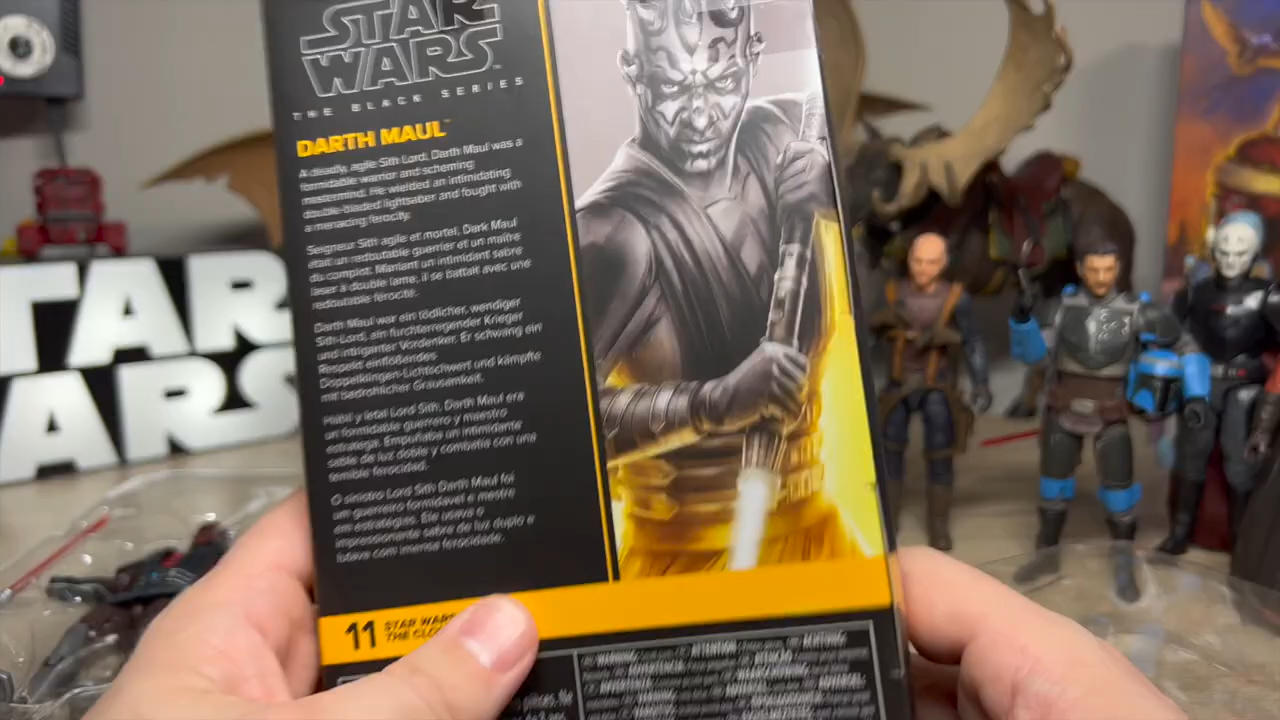 STAR
WARS
THE BLACK SERIES
DARTH MAUL™
A deadly, agile Sith Lord, Darth Maul was a
formidable warrior and scheming
mastermind. He wielded an intimidating
double-bladed lightsaber and fought with
a menacing ferocity.
Seigneur Sith agile et mortel, Dark Maul
était un redoutable guerrier et un maître
du complot. Maniant un intimidant sabre
laser à double lame, il se battait avec une
redoutable férocité.
Darth Maul war ein tödlicher, wendiger
Sith-Lord, ein furchterregender Krieger
und intriganter Vordenker. Er schwang ein
Respekt einflößendes
Doppelklingen-Lichtschwert und kämpfte
mit bedrohlicher Grausamkeit.
Hábil y letal Lord Sith, Darth Maul era
un formidable guerrero y maestro
estratega. Empuñaba un intimidante
sable de luz doble y combatía con una
temible ferocidad.
O sinistro Lord Sith Darth Maul foi
um guerreiro formidável e mestre
em estratégias. Ele usava o
impressionante sabre de luz duplo e
lutava com imensa ferocidade.
11 STAR WARS
THE CLO
STAR
ARS